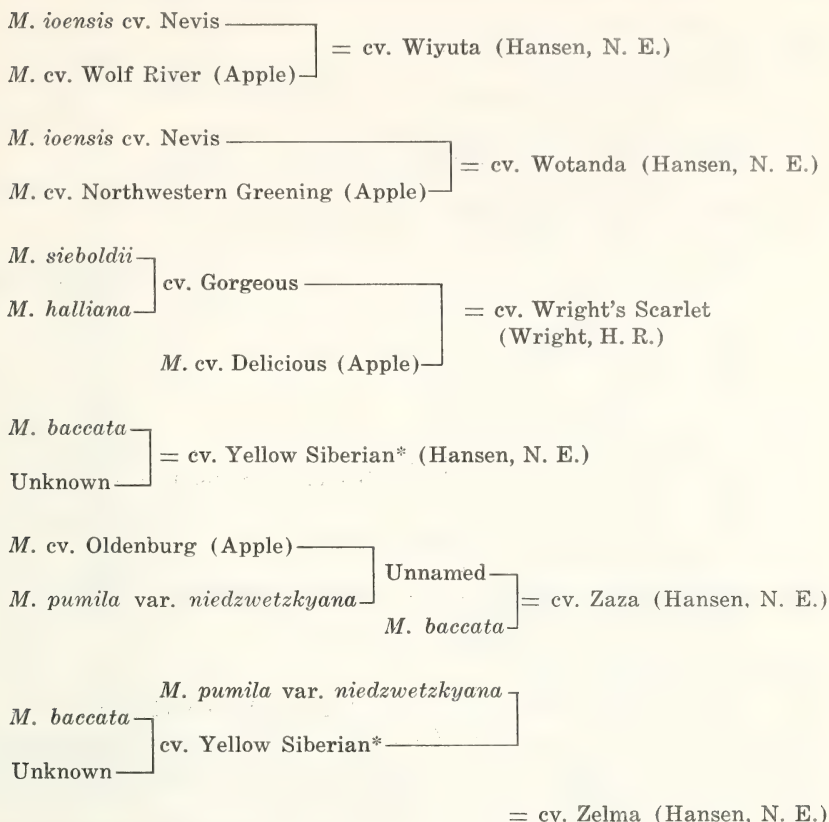 M. ioensis cv. Nevis
= cv. Wiyuta (Hansen, N. E.)
M. cv. Wolf River (Apple)
M. ioensis cv. Nevis
= cv. Wotanda (Hansen, N. E.)
M. cv. Northwestern Greening (Apple)
M. sieboldii
cv. Gorgeous
M. halliana
= cv. Wright's Scarlet
(Wright, H. R.)
M. cv. Delicious (Apple)
M. baccata
= cv. Yellow Siberian* (Hansen, N. E.)
Unknown
M. cv. Oldenburg (Apple)
Unnamed
M. pumila var. niedzwetzkyana
= cv. Zaza (Hansen, N. E.)
M. baccata
M. pumila var. niedzwetzkyana
M. baccata
cv. Yellow Siberian*
Unknown
= cv. Zelma (Hansen, N. E.)